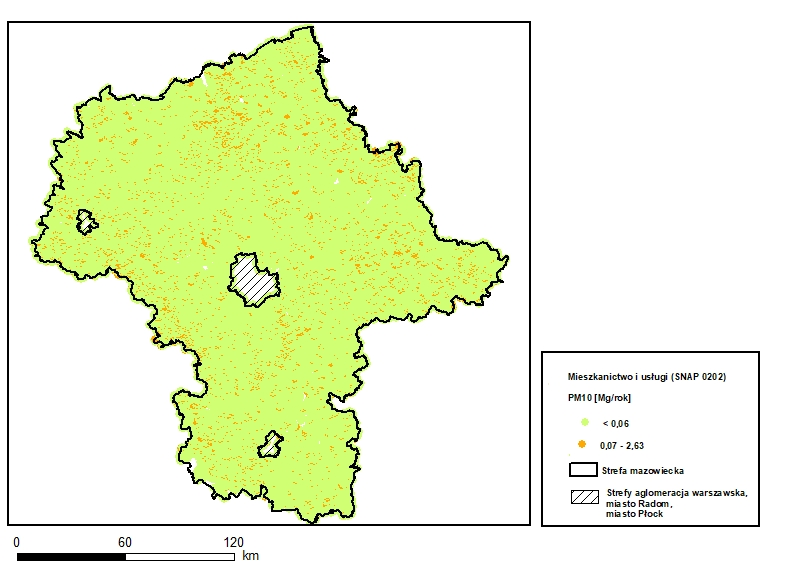 Mieszkanictwo i usługi (SNAP 0202)
PM10 [Mg/rok]
< 0,06
0,07 - 2,63
Strefa mazowiecka
Strefy aglomeracja warszawska,
miasto Radom,
miasto Płock
0 60 120
km